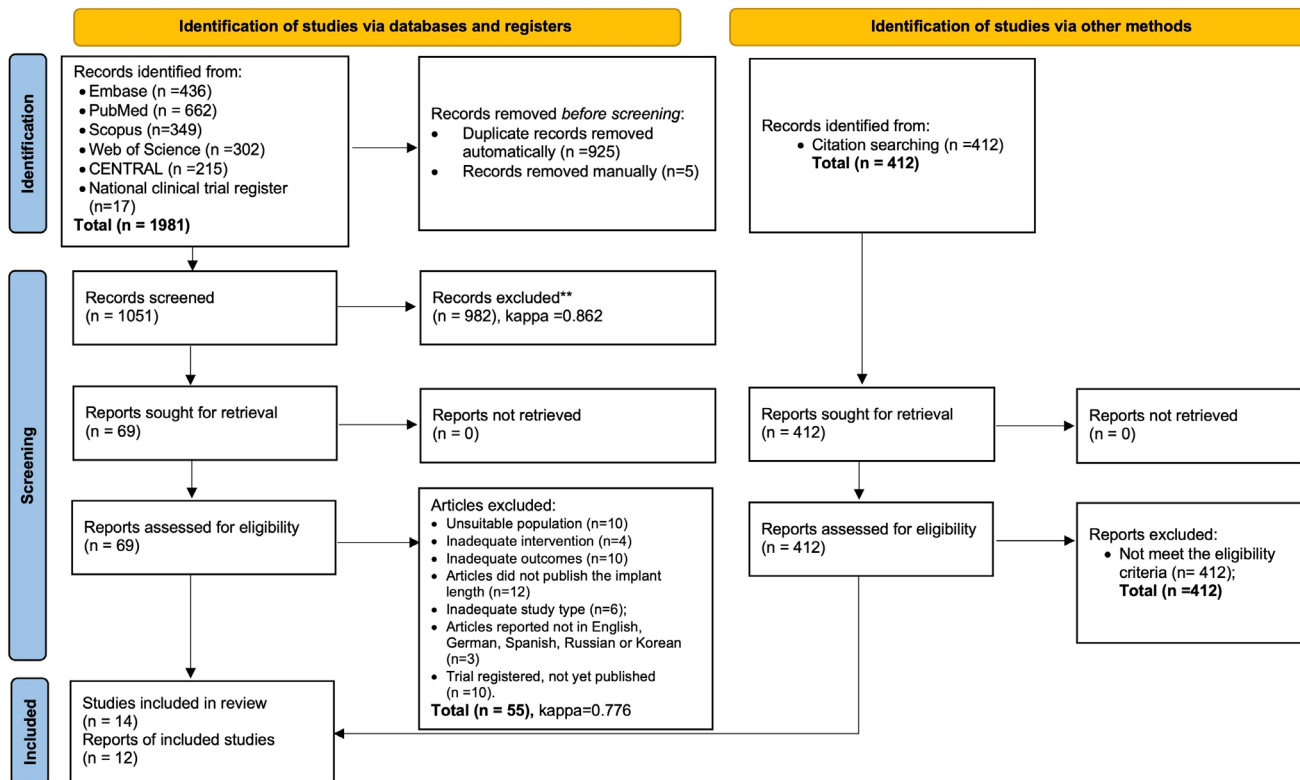 Identification of studies via databases and registers
Identification of studies via other methods
Identification
Records identified from:
• Embase (n =436)
• PubMed (n = 662)
• Scopus (n=349)
• Web of Science (n =302)
• CENTRAL (n =215)
• National clinical trial register
(n=17)
Total (n = 1981)
Records removed before screening:
• Duplicate records removed
automatically (n =925)
• Records removed manually (n=5)
Records identified from:
• Citation searching (n =412)
Total (n = 412)
Screening
Records screened
(n = 1051)
Records excluded**
(n = 982), kappa =0.862
Reports sought for retrieval
(n = 69)
Reports not retrieved
(n = 0)
Reports sought for retrieval
(n = 412)
Reports not retrieved
(n = 0)
Reports assessed for eligibility
(n = 69)
Articles excluded:
• Unsuitable population (n=10)
• Inadequate intervention (n=4)
• Inadequate outcomes (n=10)
• Articles did not publish the implant
length (n=12)
• Inadequate study type (n=6);
• Articles reported not in English,
German, Spanish, Russian or Korean
(n=3)
• Trial registered, not yet published
(n =10).
Total (n = 55), kappa=0.776
Reports assessed for eligibility
(n = 412)
Reports excluded:
• Not meet the eligibility
criteria (n= 412);
Total (n =412)
Included
Studies included in review
(n = 14)
Reports of included studies
(n = 12)